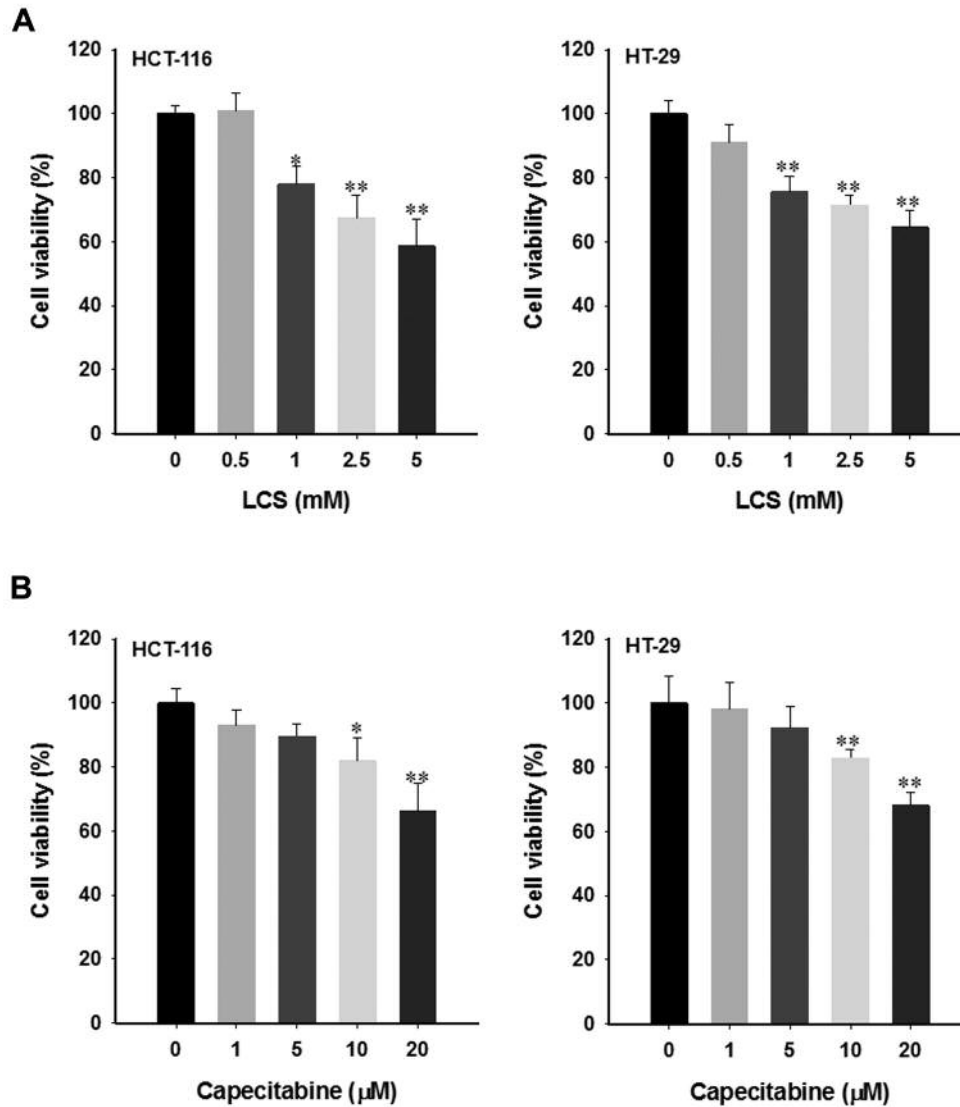 A
HCT-116
Cell viability (%)
120
100
80
60
40
20
0
*
**
**
0 0.5 1 2.5 5
LCS (mM)
HT-29
Cell viability (%)
120
100
80
60
40
20
0
**
**
**
0 0.5 1 2.5 5
LCS (mM)
B
HCT-116
Cell viability (%)
120
100
80
60
40
20
0
*
**
0 1 5 10 20
Capecitabine (μM)
HT-29
Cell viability (%)
120
100
80
60
40
20
0
**
**
0 1 5 10 20
Capecitabine (μM)